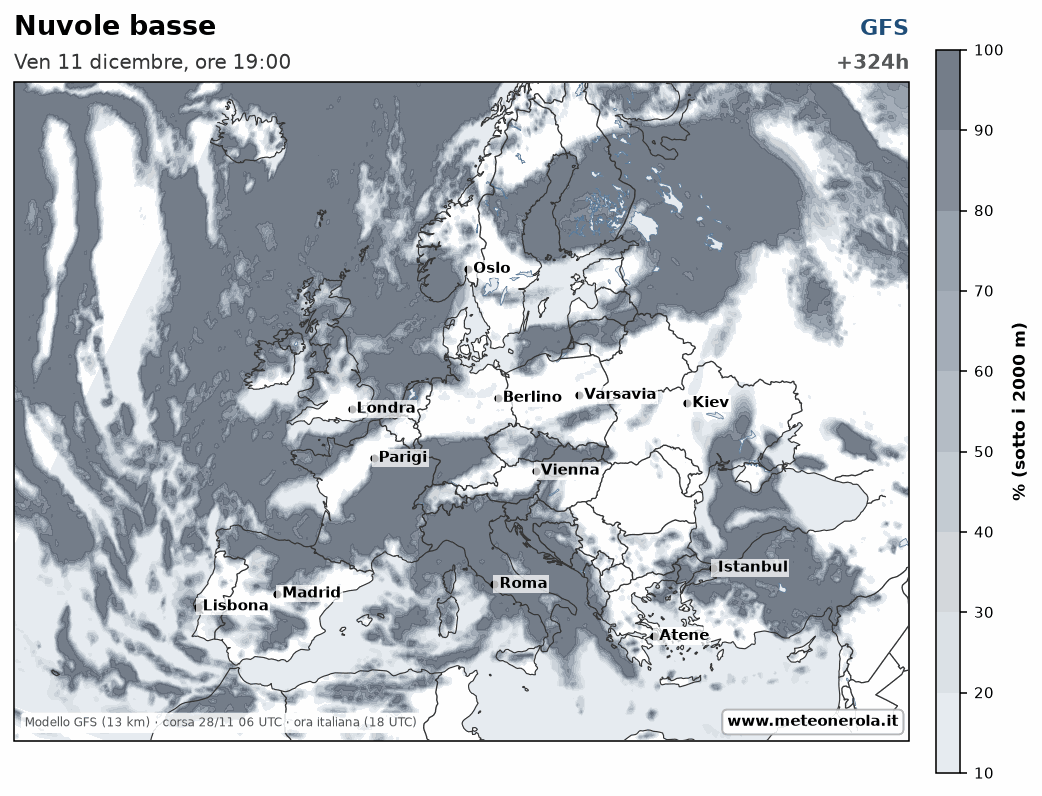 Nuvole basse
GFS
Ven 11 dicembre, ore 19:00
+324h
100
90
80
70
60
50
40
30
20
10
% (sotto i 2000 m)
Oslo
Berlino
Varsavia
Kiev
Londra
Parigi
Vienna
Istanbul
Roma
Madrid
Lisbona
Atene
Modello GFS (13 km) · corsa 28/11 06 UTC · ora italiana (18 UTC)
www.meteonerola.it